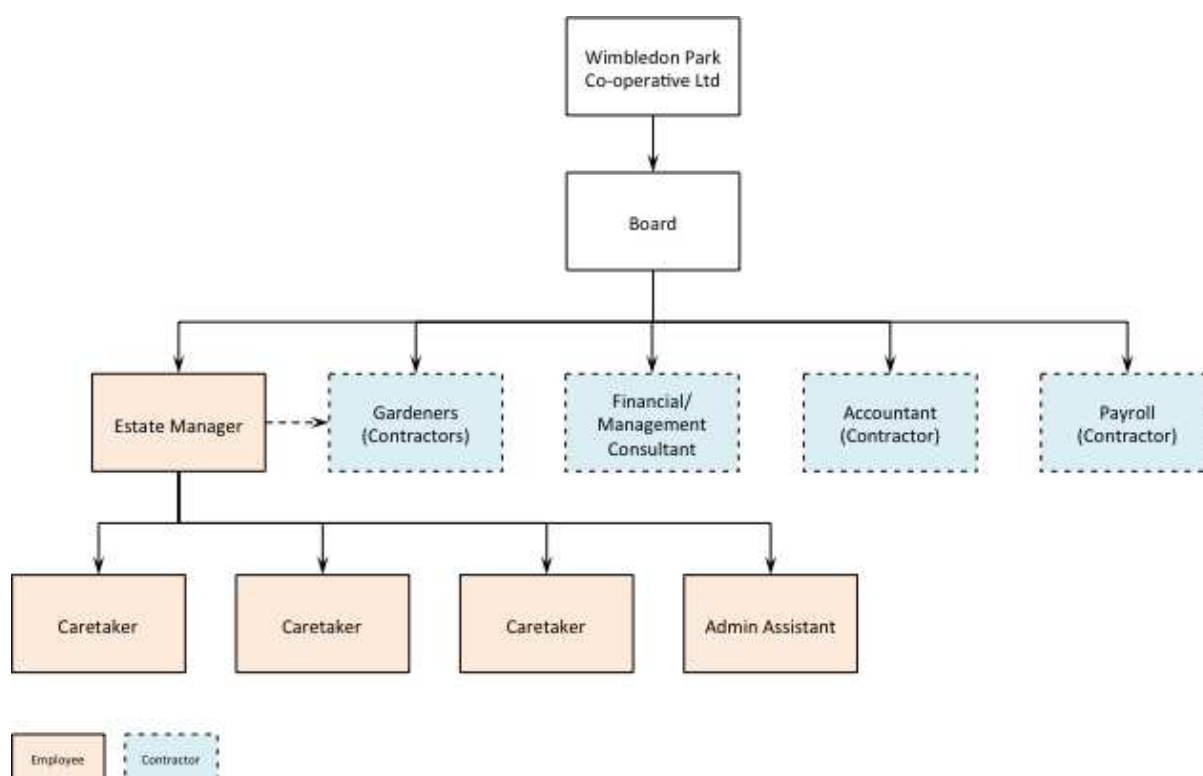 Wimbledon Park
Co-operative Ltd
Board
Estate Manager
Gardeners
(Contractors)
Financial/
Management
Consultant
Accountant
(Contractor)
Payroll
(Contractor)
Caretaker
Caretaker
Caretaker
Admin Assistant
Employee
Contractor